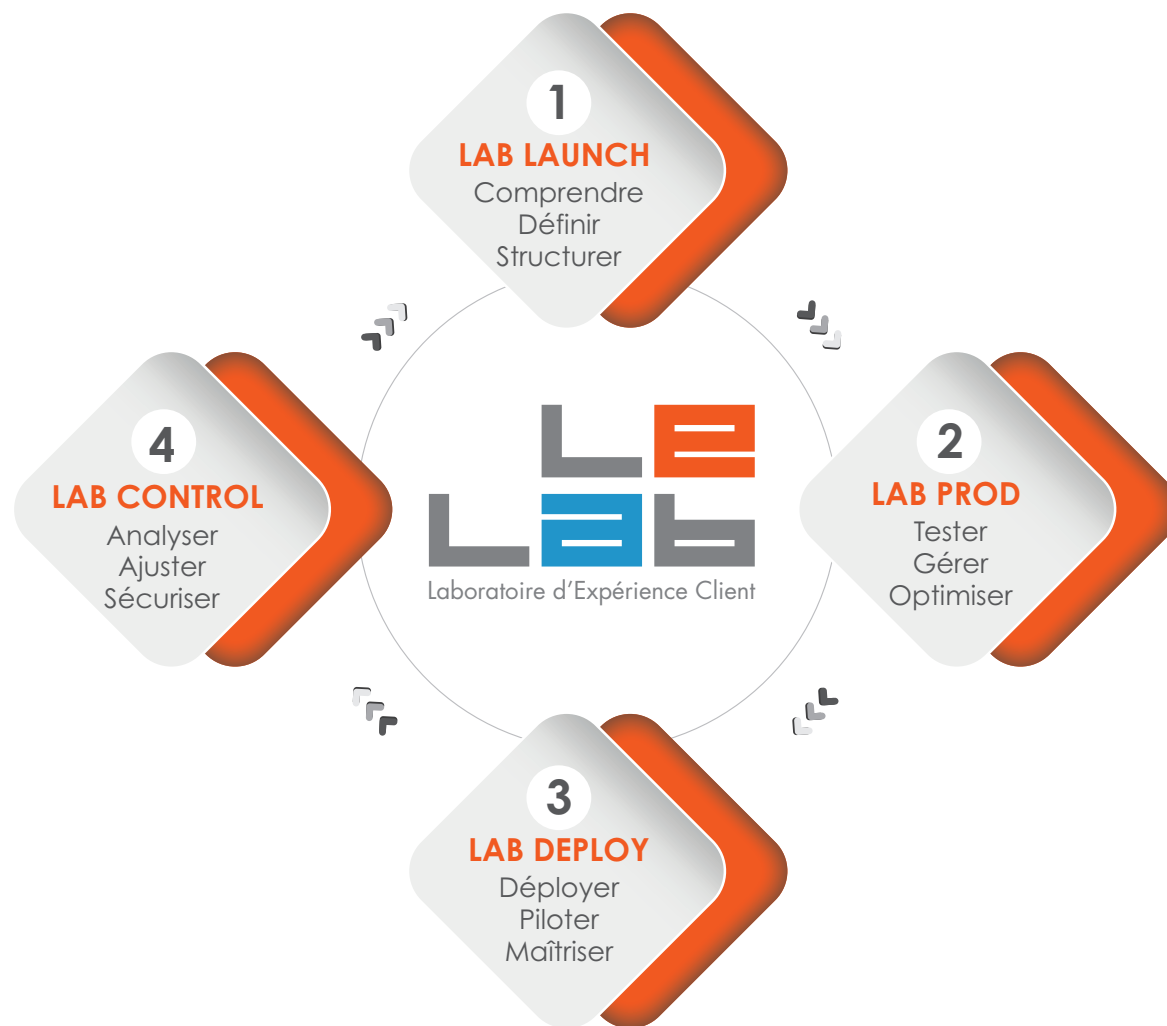 1
LAB LAUNCH
Comprendre
Définir
Structurer
2
LAB PROD
Tester
Gérer
Optimiser
3
LAB DEPLOY
Déployer
Piloter
Maîtriser
4
LAB CONTROL
Analyser
Ajuster
Sécuriser
Le
Lab
Laboratoire d'Expérience Client